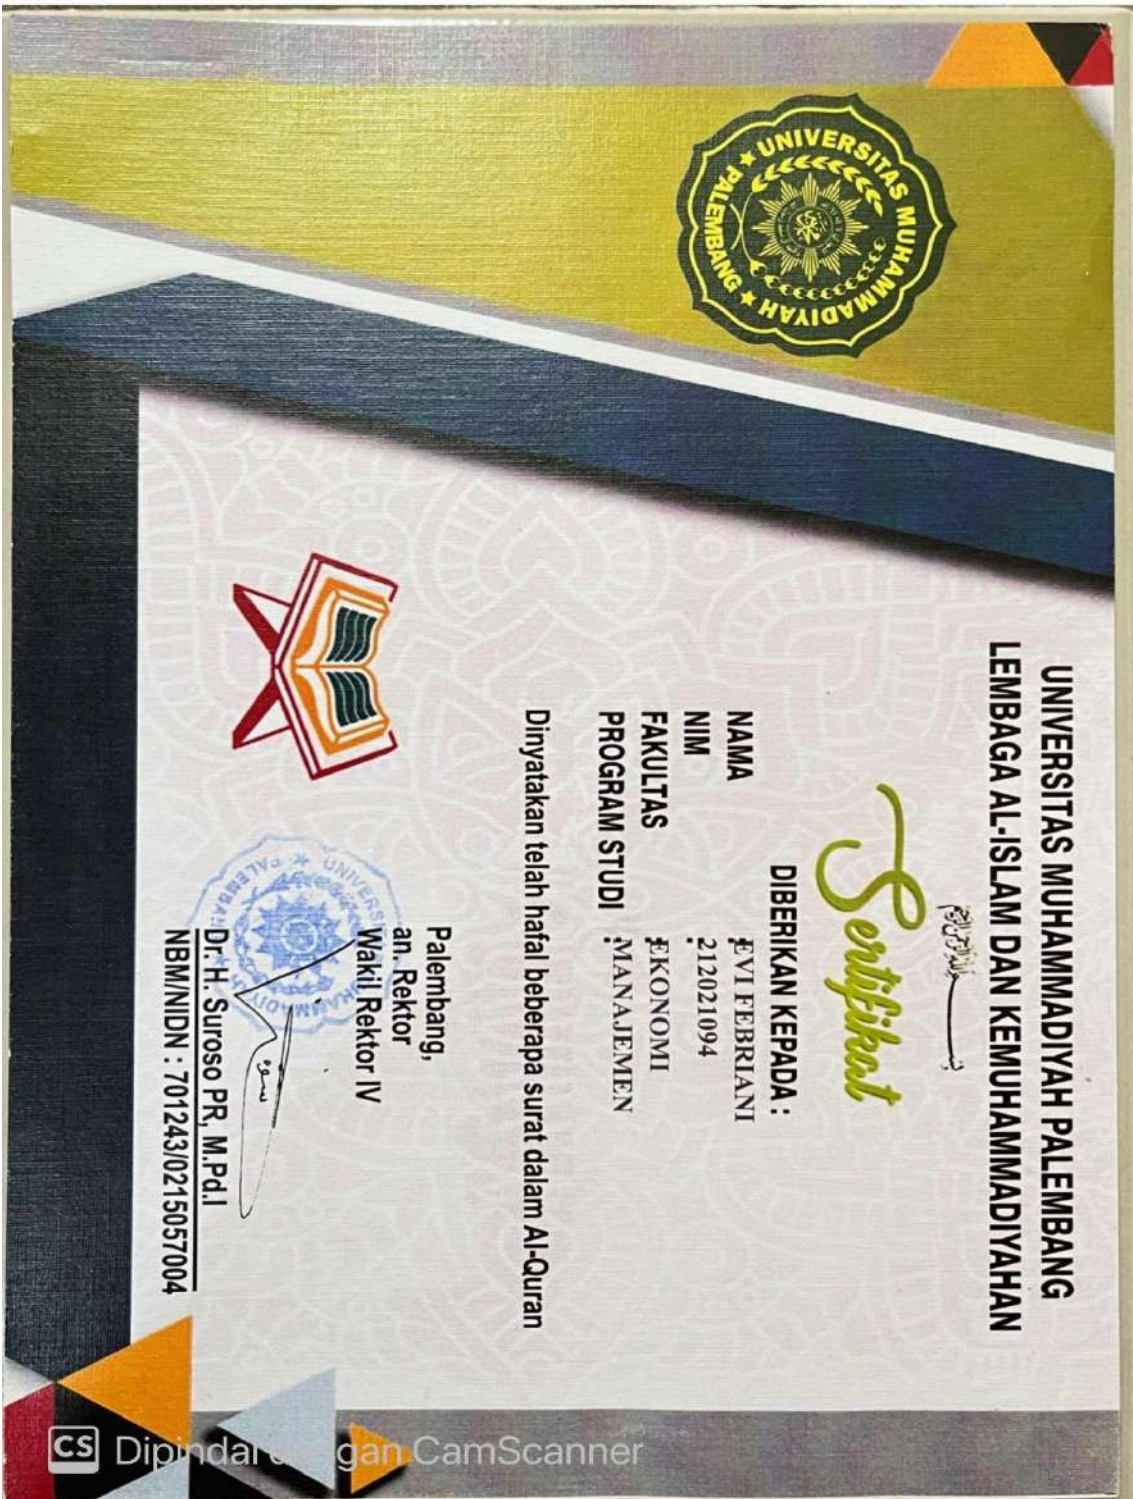 UNIVERSITAS MUHAMMADIYAH PALEMBANG
UNIVERSITAS MUHAMMADIYAH PALEMBANG
LEMBAGA AL-ISLAM DAN KEMUHAMMADIYAHAN
Sertifikat
DIBERIKAN KEPADA :
NAMA : EVI FEBRIANI
NIM : 212021094
FAKULTAS : EKONOMI
PROGRAM STUDI : MANAJEMEN
Dinyatakan telah hafal beberapa surat dalam Al-Quran
Palembang,
an. Rektor
Wakil Rektor IV
Dr. H. Suroso PR, M.Pd.I
NBM/NIDN : 701243/0215057004
CS Dipindai dengan CamScanner